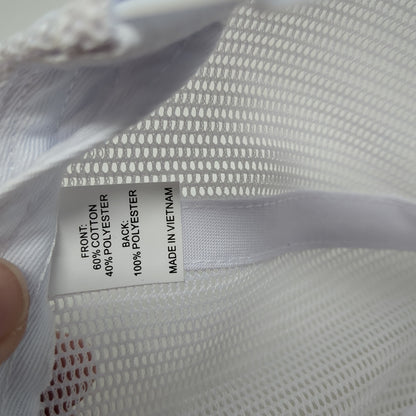 FRONT:
60% COTTON
40% POLYESTER
BACK:
100% POLYESTER
MADE IN VIETNAM